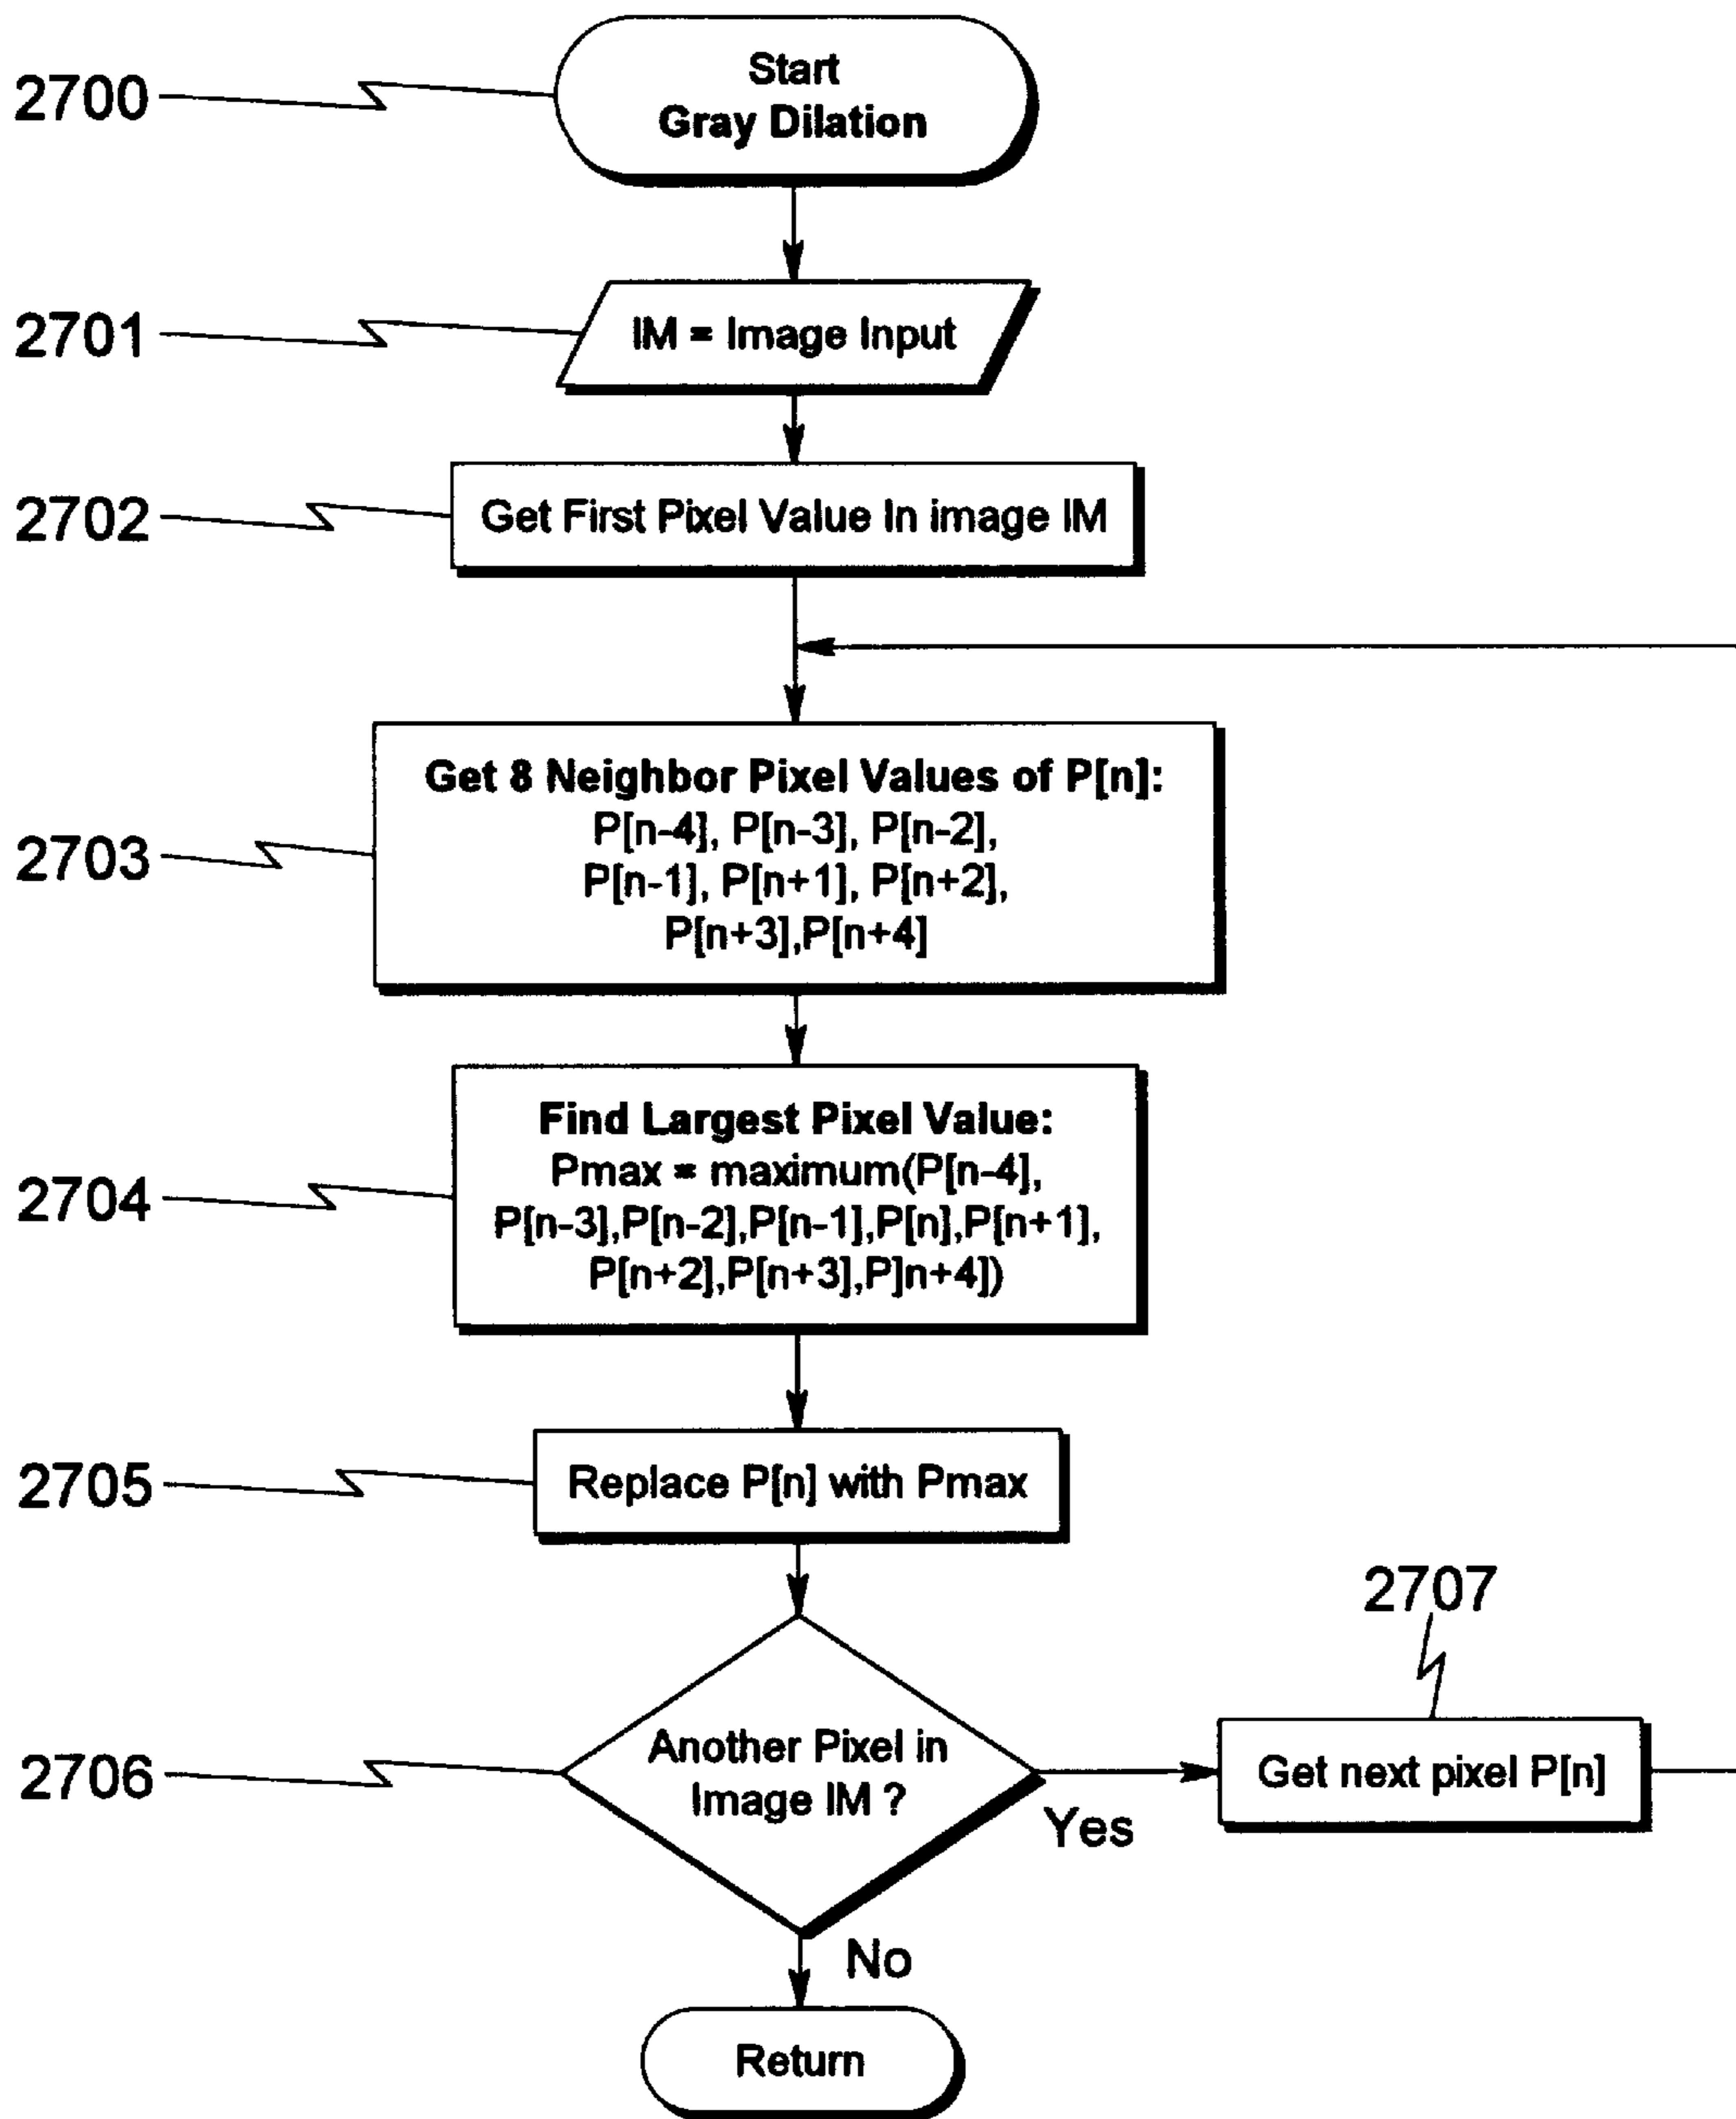 2700
Start
Gray Dilation
2701
IM = Image Input
2702
Get First Pixel Value In image IM
2703
Get 8 Neighbor Pixel Values of P[n]:
P[n-4], P[n-3], P[n-2],
P[n-1], P[n+1], P[n+2],
P[n+3],P[n+4]
2704
Find Largest Pixel Value:
Pmax = maximum(P[n-4],
P[n-3],P[n-2],P[n-1],P[n],P[n+1],
P[n+2],P[n+3],P]n+4])
2705
Replace P[n] with Pmax
2706
Another Pixel in
Image IM ?
Yes
2707
Get next pixel P[n]
No
Return